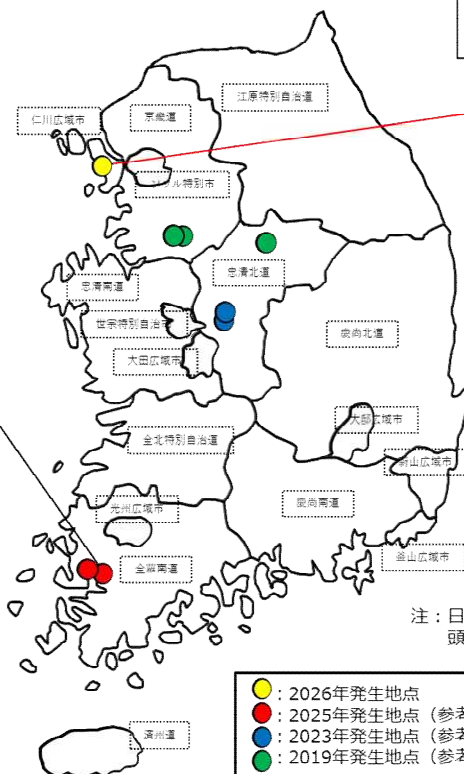 江原特別自治道
京畿道
仁川広域市
ソウル特別市
忠清北道
忠清南道
世宗特別自治市
大田広域市
慶尚北道
大邱広域市
全北特別自治道
蔚山広域市
慶尚南道
光州広域市
釜山広域市
全羅南道
注：日
頭
：2026年発生地点
：2025年発生地点（参考
：2023年発生地点（参考
：2019年発生地点（参考
済州道